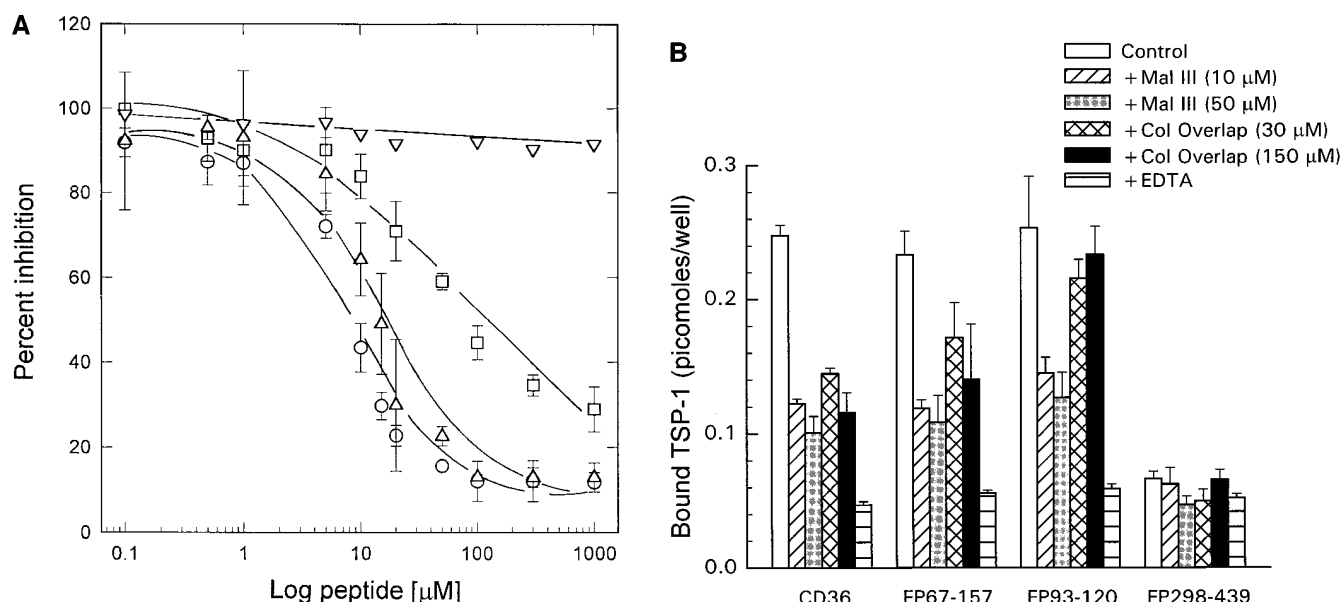 A
Percent inhibition
120
100
80
60
40
20
0
0.1 1 10 100 1000
Log peptide [µM]
B
Control
+Mal III (10 µM)
+Mal III (50 µM)
+Col Overlap (30 µM)
+Col Overlap (150 µM)
+EDTA
Bound TSP-1 (picomoles/well)
0.3
0.2
0.1
0.0
CD36 FP67-157 FP93-120 FP298-439